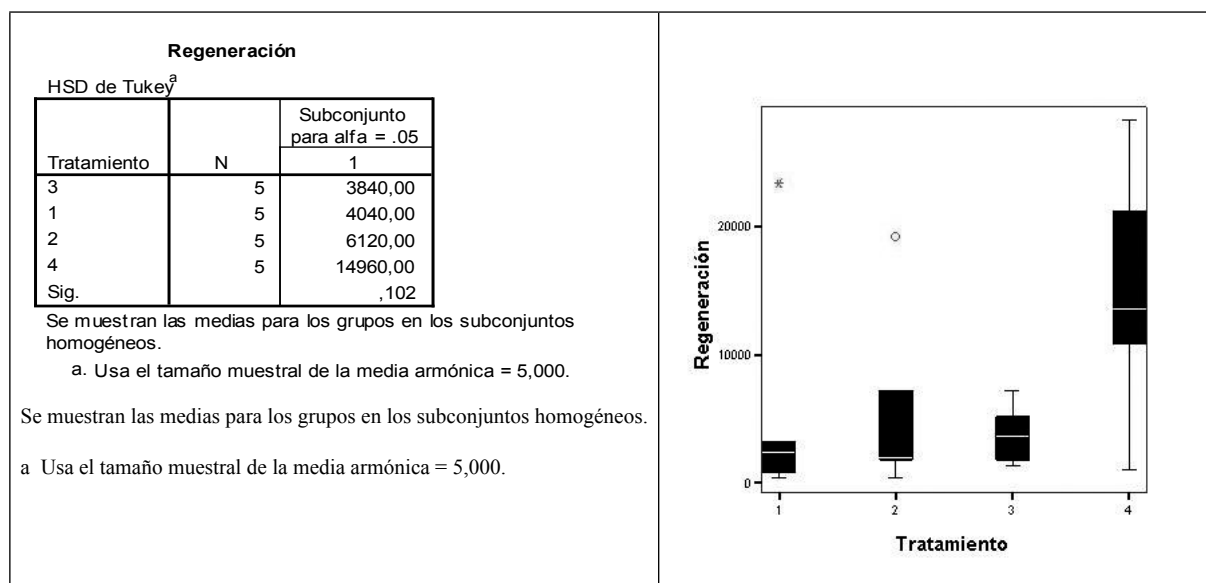 Regeneración
HSD de Tukey a
Subconjunto
para alfa = .05
Tratamiento N 1
3 5 3840,00
1 5 4040,00
2 5 6120,00
4 5 14960,00
Sig. ,102
Se muestran las medias para los grupos en los subconjuntos
homogéneos.
a. Usa el tamaño muestral de la media armónica = 5,000.
Se muestran las medias para los grupos en los subconjuntos homogéneos.
a Usa el tamaño muestral de la media armónica = 5,000.
Regeneración
20000
10000
0
1 2 3 4
Tratamiento